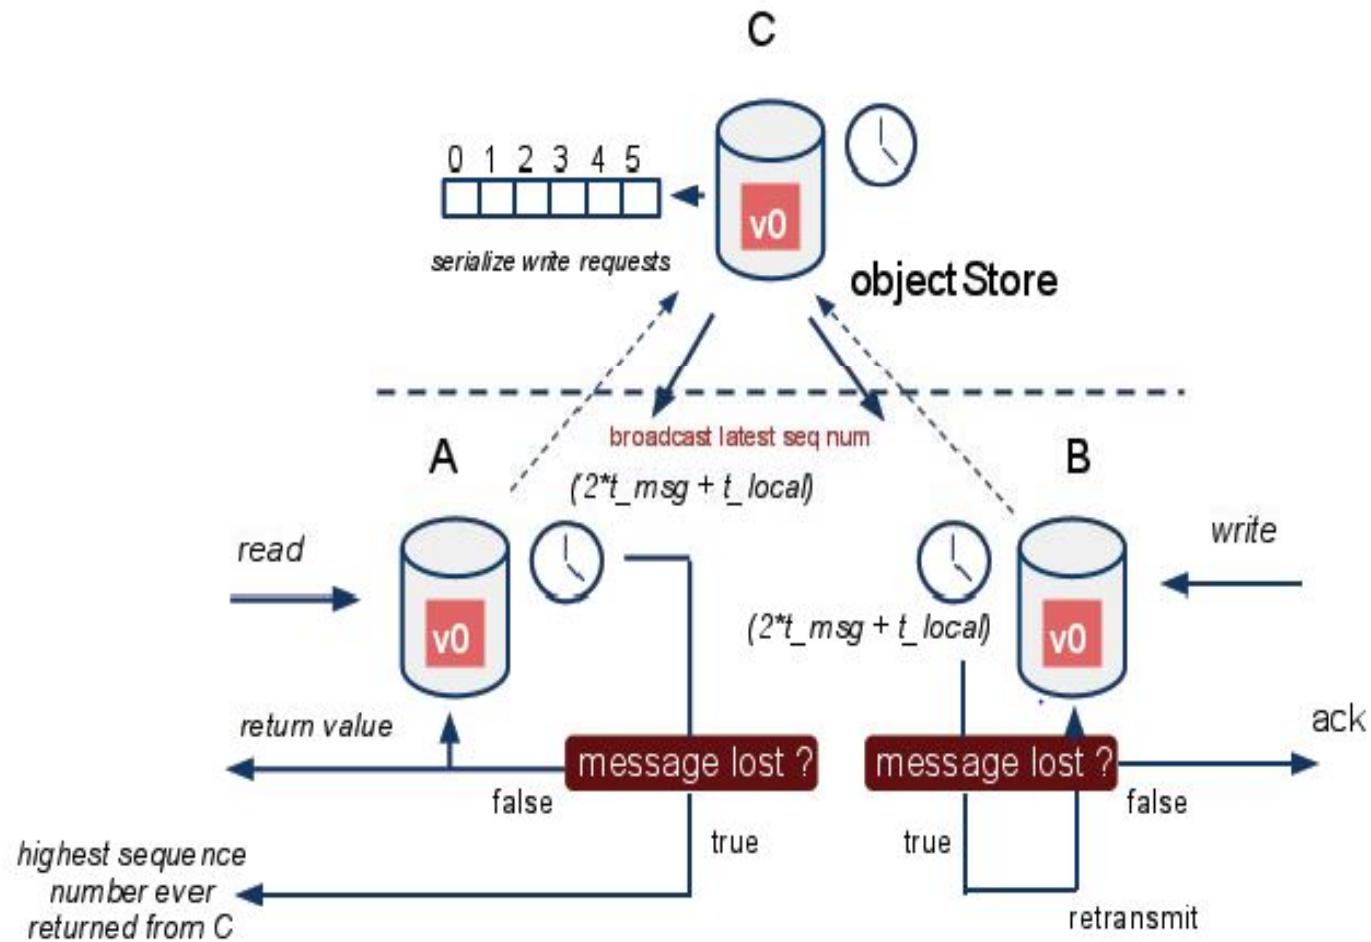 C
0 1 2 3 4 5
v0
serialize write requests
objectStore
broadcast latest seq num
A
B
(2*t_msg + t_local)
read
write
(2*t_msg + t_local)
v0
v0
return value
ack
message lost ?
message lost ?
false
false
true
true
highest sequence
number ever
returned from C
retransmit